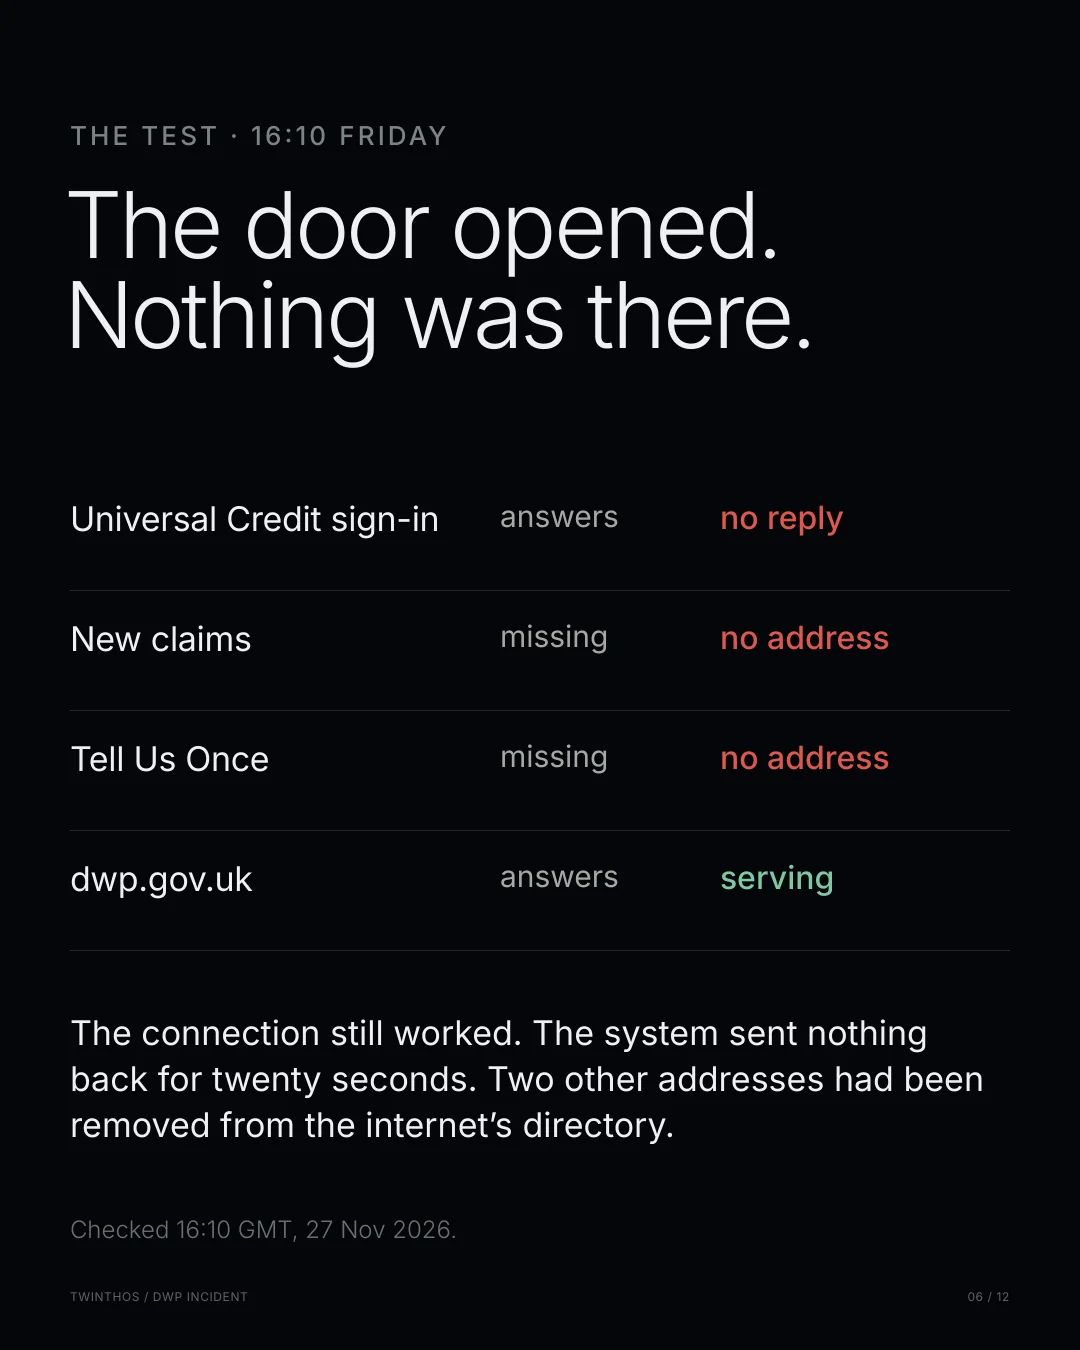 THE TEST · 16:10 FRIDAY
The door opened.
Nothing was there.
Universal Credit sign-in answers no reply
New claims missing no address
Tell Us Once missing no address
dwp.gov.uk answers serving
The connection still worked. The system sent nothing
back for twenty seconds. Two other addresses had been
removed from the internet’s directory.
Checked 16:10 GMT, 27 Nov 2026.
TWINTHOS / DWP INCIDENT 06 / 12